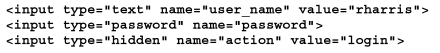 <input type="text" name="user_name" value="rharris">
<input type="password" name="password">
<input type="hidden" name="action" value="login">